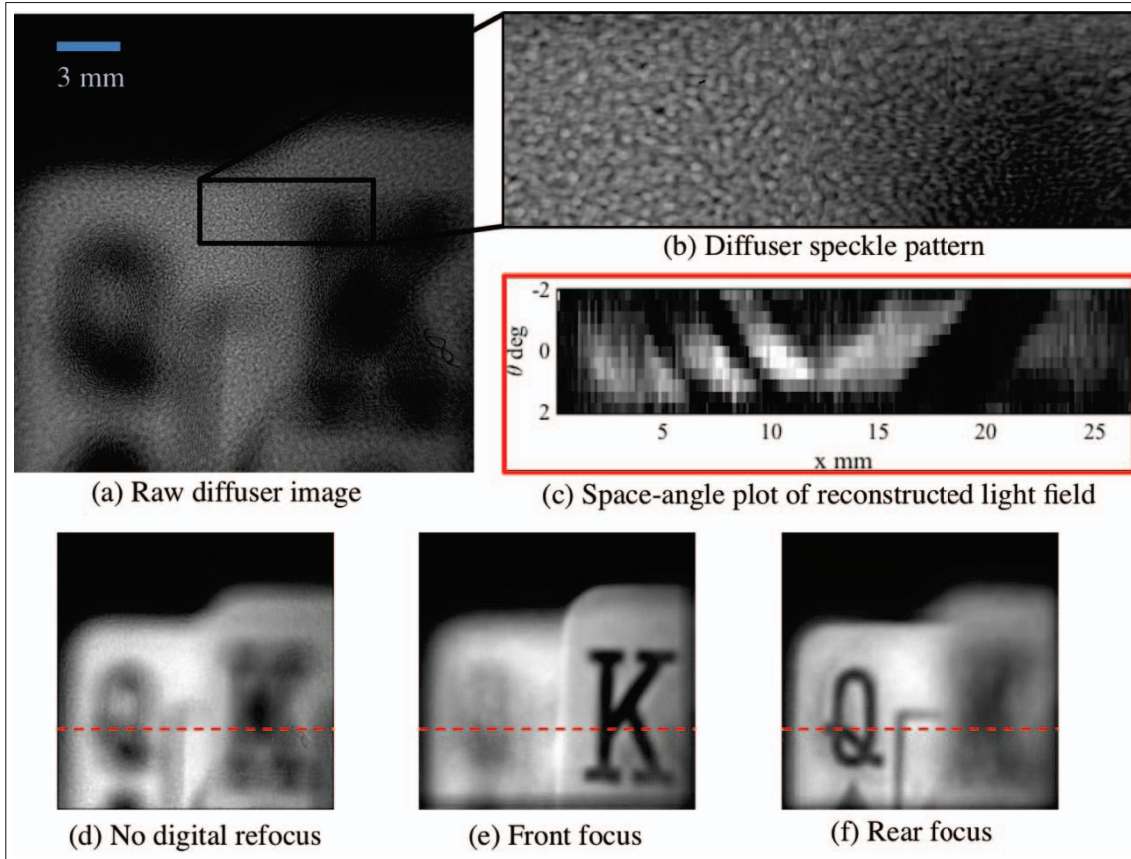 3 mm
(a) Raw diffuser image
(b) Diffuser speckle pattern
-2
0
2
θ deg
5 10 15 20 25
x mm
(c) Space-angle plot of reconstructed light field
Q K
(d) No digital refocus
K
(e) Front focus
Q
(f) Rear focus